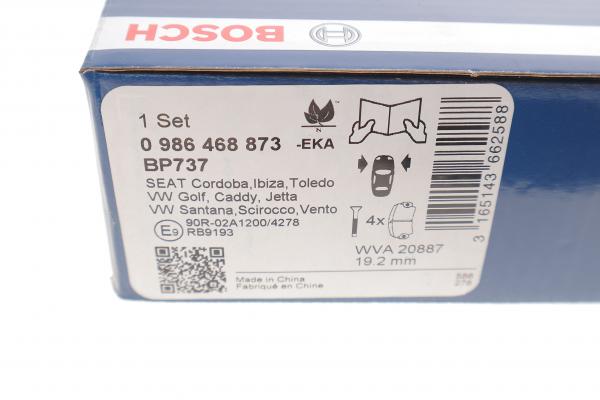 BOSCH
1 Set
0 986 468 873 -EKA
BP737
SEAT Cordoba,Ibiza,Toledo
VW Golf, Caddy, Jetta
VW Santana,Scirocco,Vento
E9 90R-02A1200/4278
RB9193
N
4x
WVA 20887
19.2 mm
Made in China
Fabriqué en Chine
3 165143 662588